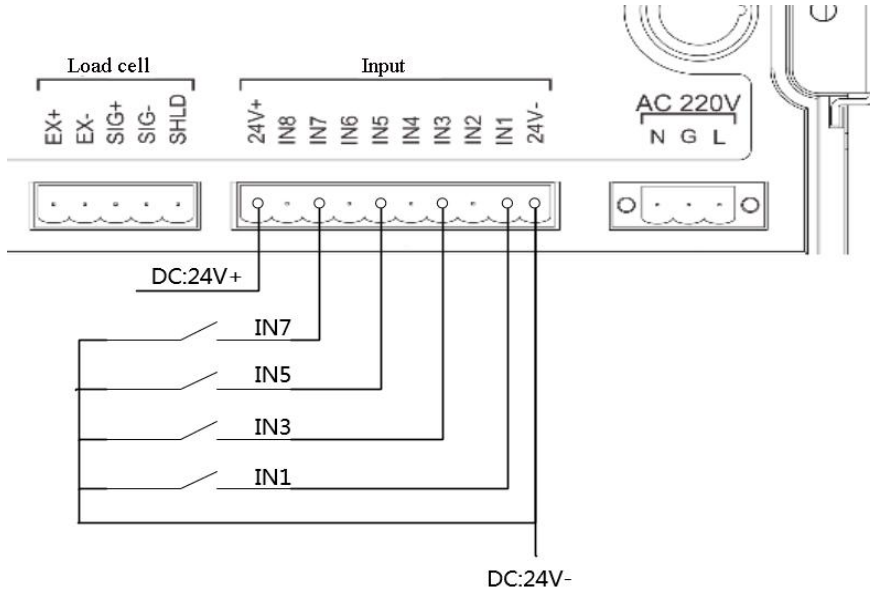 Load cell
Input
EX+
EX-
SIG+
SIG-
SHLD
24V+
IN8
IN7
IN6
IN5
IN4
IN3
IN2
IN1
24V-
AC 220V
N G L
DC:24V+
IN7
IN5
IN3
IN1
DC:24V-